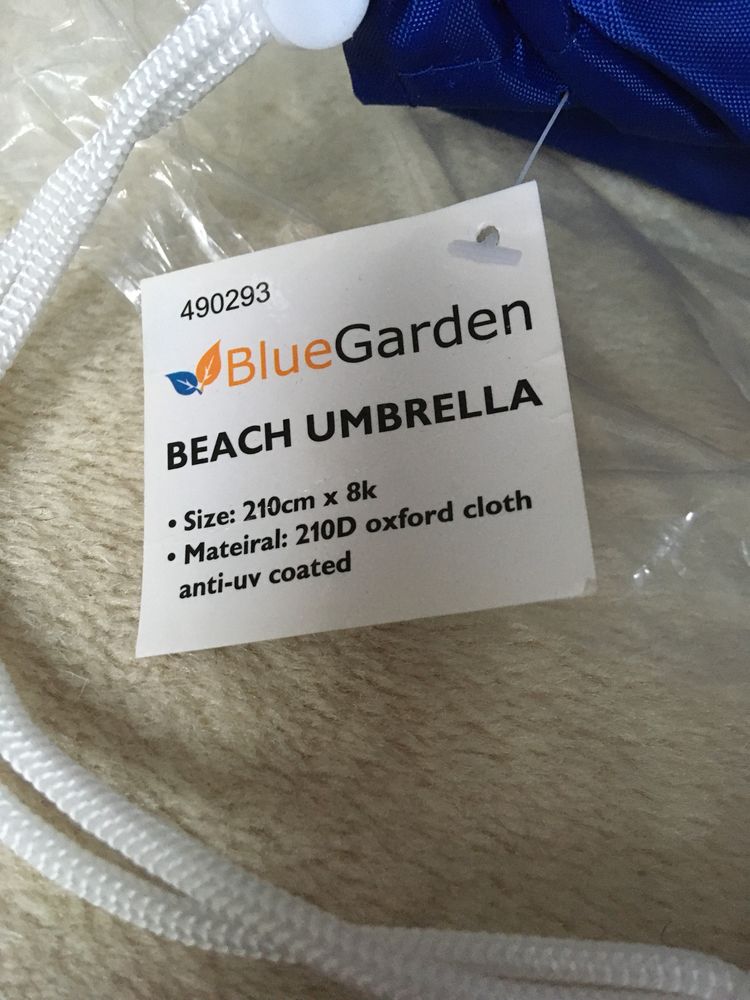 490293
BlueGarden
BEACH UMBRELLA
• Size: 210cm x 8k
• Mateiral: 210D oxford cloth
anti-uv coated